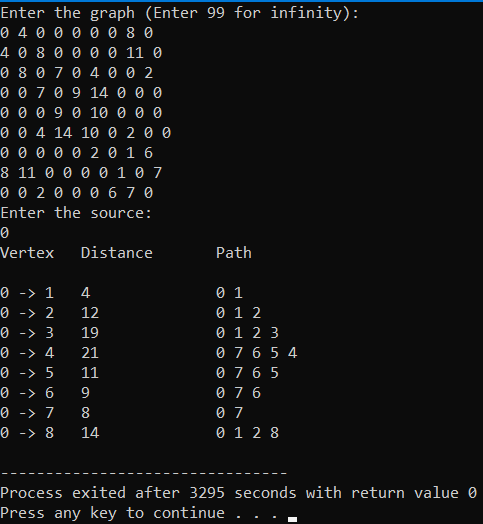 Enter the graph (Enter 99 for infinity):
0 4 0 0 0 0 0 8 0
4 0 8 0 0 0 0 11 0
0 8 0 7 0 4 0 0 2
0 0 7 0 9 14 0 0 0
0 0 0 9 0 10 0 0 0
0 0 4 14 10 0 2 0 0
0 0 0 0 0 2 0 1 6
8 11 0 0 0 0 1 0 7
0 0 2 0 0 0 6 7 0
Enter the source:
0
Vertex Distance Path
0 -> 1 4 0 1
0 -> 2 12 0 1 2
0 -> 3 19 0 1 2 3
0 -> 4 21 0 7 6 5 4
0 -> 5 11 0 7 6 5
0 -> 6 9 0 7 6
0 -> 7 8 0 7
0 -> 8 14 0 1 2 8
--------------------------------
Process exited after 3295 seconds with return value 0
Press any key to continue . . .